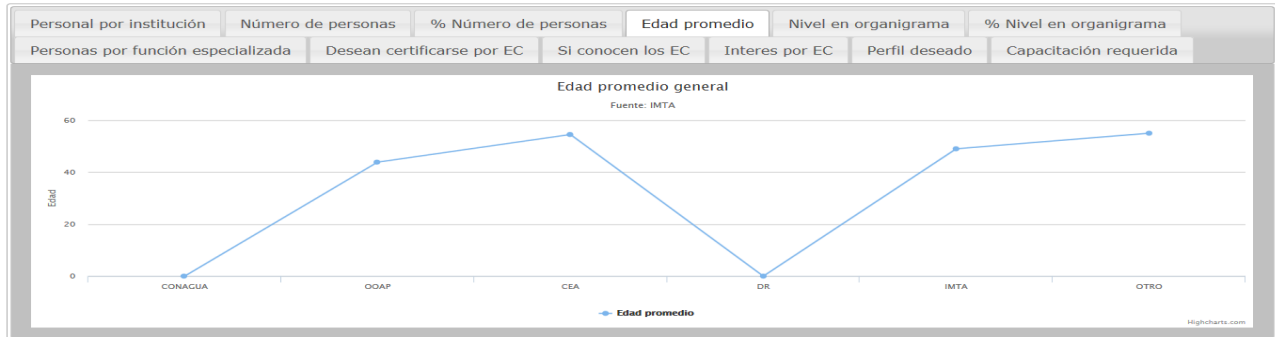 Personal por institución Número de personas % Número de personas Edad promedio Nivel en organigrama % Nivel en organigrama
Personas por función especializada Desean certificarse por EC Si conocen los EC Interes por EC Perfil deseado Capacitación requerida
Edad promedio general
Fuente: IMTA
60
40
20
0
Edad
CONAGUA OOAP CEA DR IMTA OTRO
Edad promedio
Highcharts.com